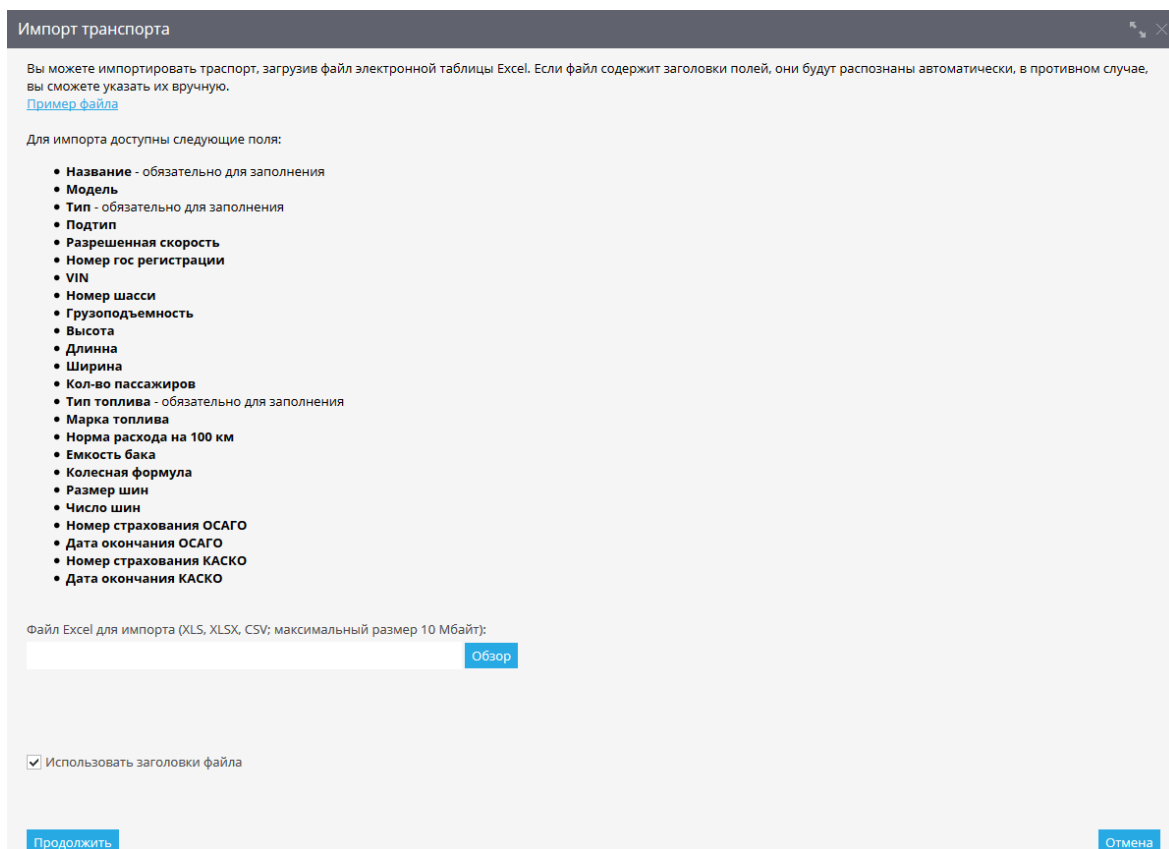 Импорт транспорта
Вы можете импортировать траспорт, загрузив файл электронной таблицы Excel. Если файл содержит заголовки полей, они будут распознаны автоматически, в противном случае,
вы сможете указать их вручную.
Пример файла
Для импорта доступны следующие поля:
• Название - обязательно для заполнения
• Модель
• Тип - обязательно для заполнения
• Подтип
• Разрешенная скорость
• Номер гос регистрации
• VIN
• Номер шасси
• Грузоподъемность
• Высота
• Длинна
• Ширина
• Кол-во пассажиров
• Тип топлива - обязательно для заполнения
• Марка топлива
• Норма расхода на 100 км
• Емкость бака
• Колесная формула
• Размер шин
• Число шин
• Номер страхования ОСАГО
• Дата окончания ОСАГО
• Номер страхования КАСКО
• Дата окончания КАСКО
Файл Excel для импорта (XLS, XLSX, CSV; максимальный размер 10 Мбайт):
Обзор
Использовать заголовки файла
Продолжить
Отмена